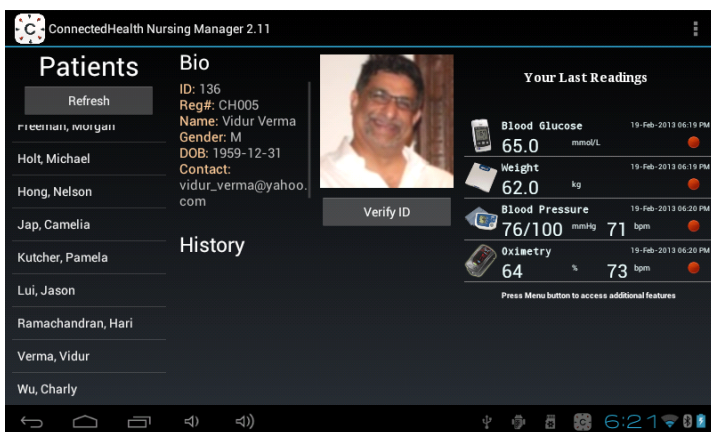 ConnectedHealth Nursing Manager 2.11
Patients
Refresh
Freeman, Morgan
Holt, Michael
Hong, Nelson
Jap, Camelia
Kutcher, Pamela
Lui, Jason
Ramachandran, Hari
Verma, Vidur
Wu, Charly
Bio
ID: 136
Reg#: CH005
Name: Vidur Verma
Gender: M
DOB: 1959-12-31
Contact:
vidur_verma@yahoo.
com
History
Verify ID
Your Last Readings
Blood Glucose 19-Feb-2013 06:19 PM
65.0 mmol/L
Weight 19-Feb-2013 06:19 PM
62.0 kg
Blood Pressure 19-Feb-2013 06:20 PM
76/100 mmHg 71 bpm
Oximetry 19-Feb-2013 06:20 PM
64 % 73 bpm
Press Menu button to access additional features
6:21